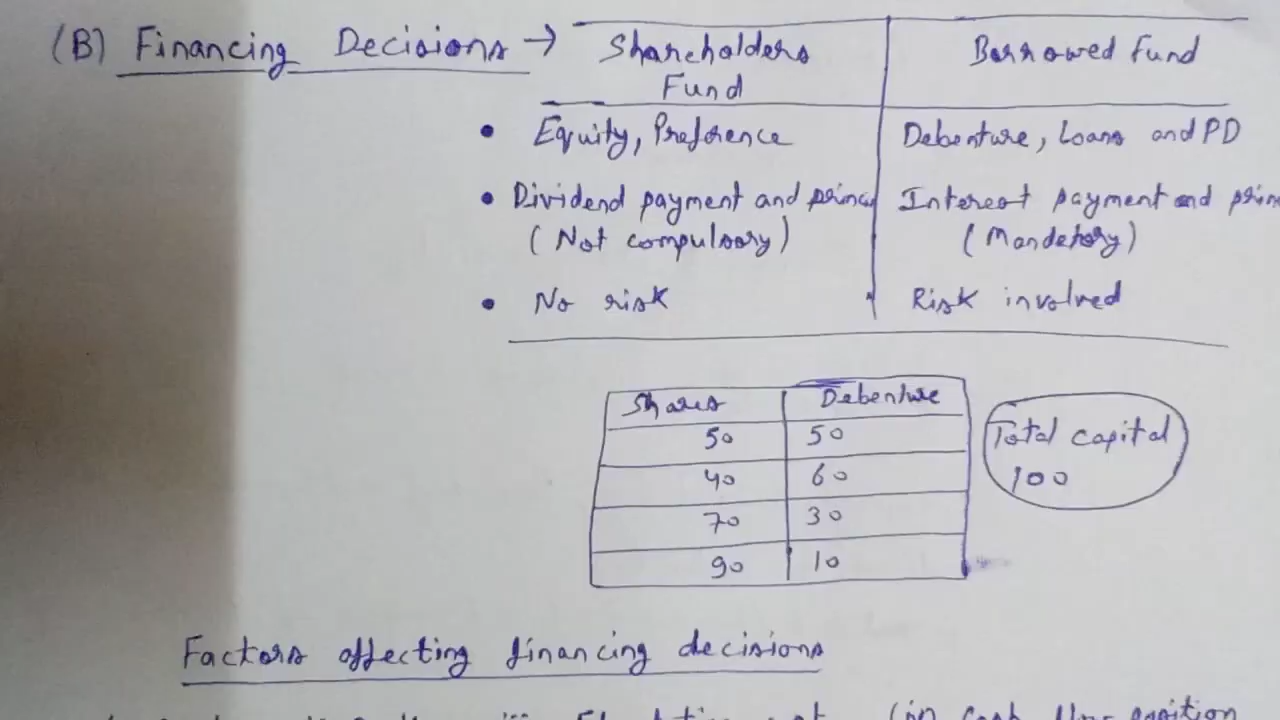 (B) Financing Decisions → Shareholders Fund Borrowed Fund
• Equity, Preference Debenture, Loans and PD
• Dividend payment and princ Interest payment and prin
(Not compulsory) (Mandetory)
• No risk Risk involved
Shares Debenture
50 50
40 60
70 30
90 10
Total capital
100
Factors affecting financing decisions